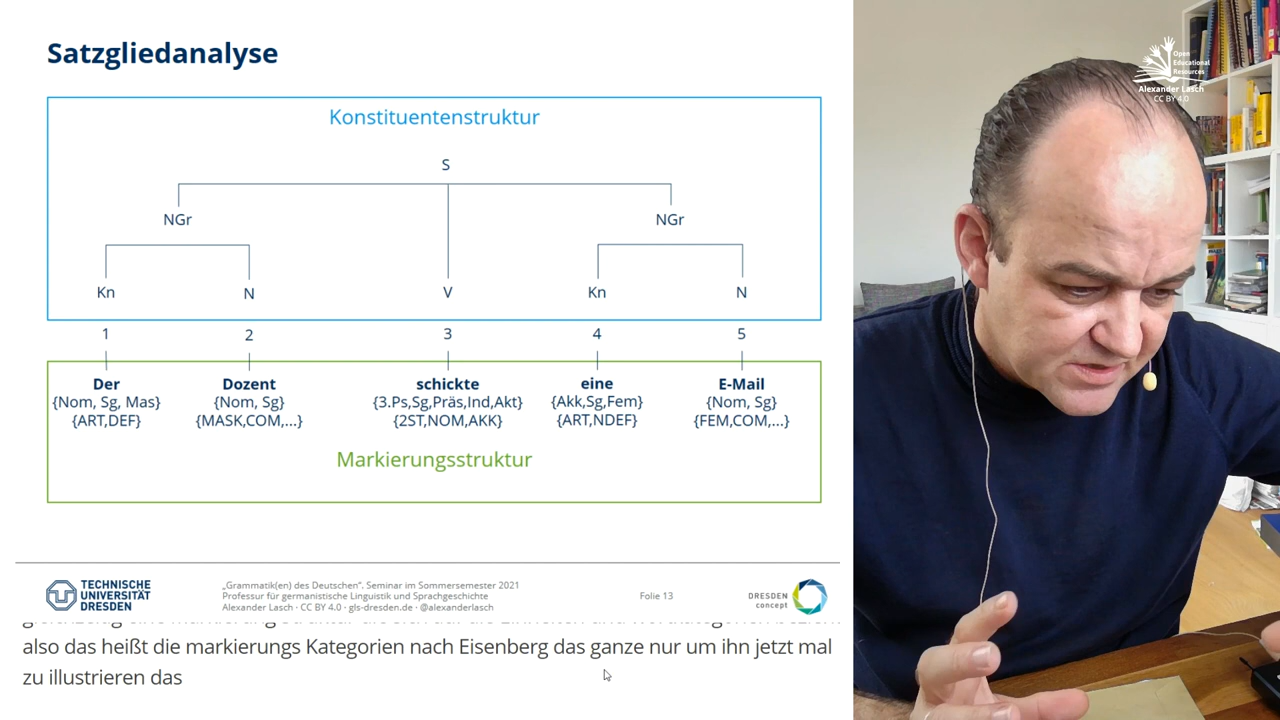 Satzgliedanalyse
Konstituentenstruktur
S
NGr NGr
Kn N V Kn N
1 2 3 4 5
Der Dozent schickte eine E-Mail
{Nom, Sg, Mas} {Nom, Sg} {3.Ps,Sg,Präs,Ind,Akt} {Akk,Sg,Fem} {Nom, Sg}
{ART,DEF} {MASK,COM,...} {2ST,NOM,AKK} {ART,NDEF} {FEM,COM,...}
Markierungsstruktur
TECHNISCHE
UNIVERSITÄT
DRESDEN
„Grammatik(en) des Deutschen“. Seminar im Sommersemester 2021
Professur für germanistische Linguistik und Sprachgeschichte
Alexander Lasch · CC BY 4.0 · gls-dresden.de · @alexanderlasch
Folie 13
DRESDEN
concept
also das heißt die markierungs Kategorien nach Eisenberg das ganze nur um ihn jetzt mal
zu illustrieren das
Open
Educational
Resources
Alexander Lasch
CC BY 4.0